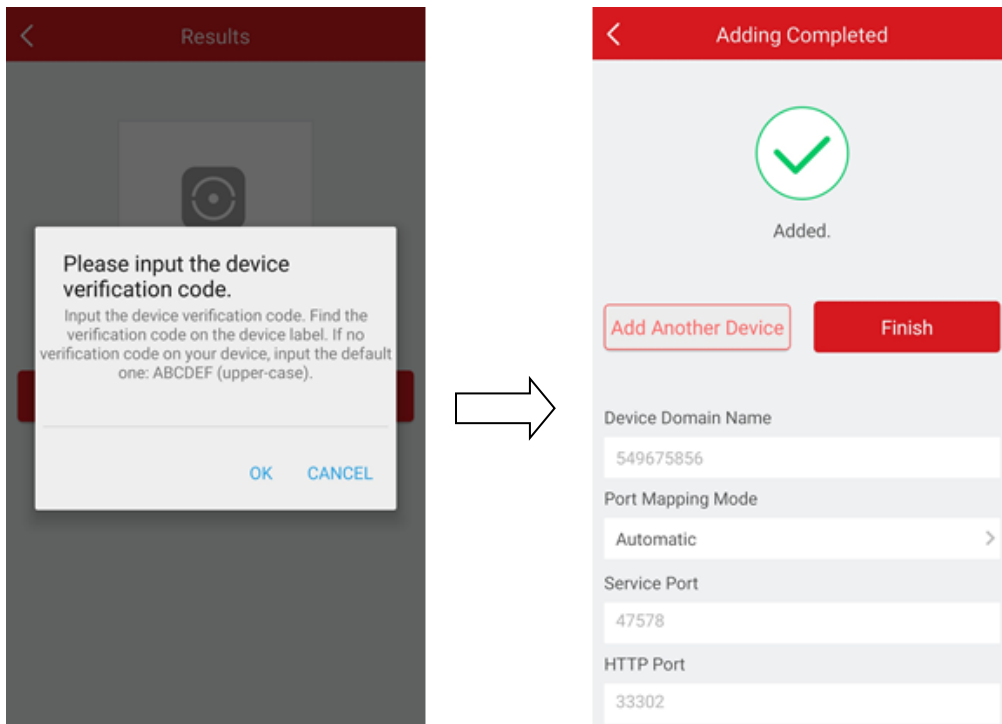 Results
Please input the device
verification code.
Input the device verification code. Find the
verification code on the device label. If no
verification code on your device, input the default
one: ABCDEF (upper-case).
OK CANCEL
Adding Completed
Added.
Add Another Device Finish
Device Domain Name
549675856
Port Mapping Mode
Automatic
Service Port
47578
HTTP Port
33302